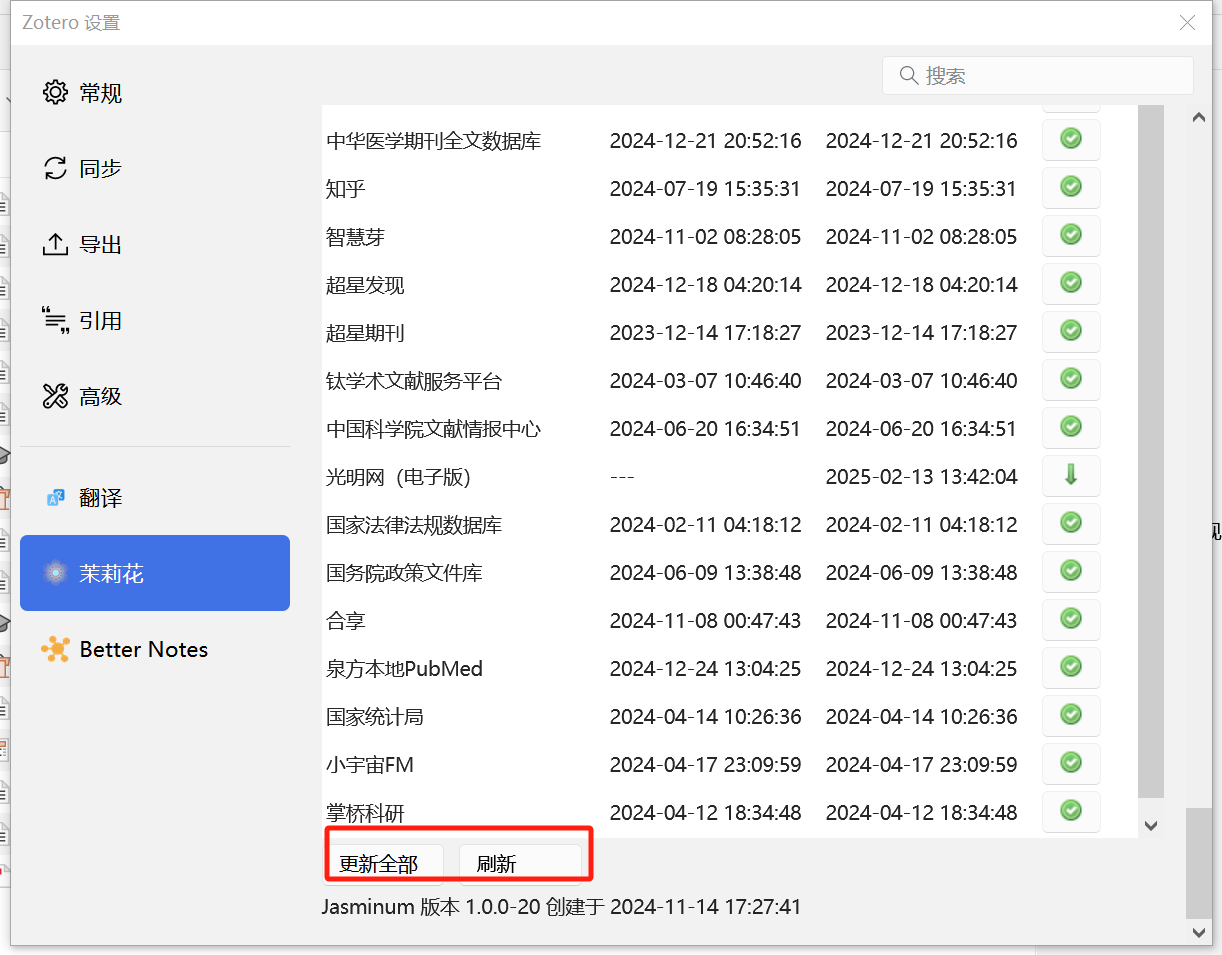 Zotero 设置
搜索
常规
同步
导出
引用
高级
翻译
茉莉花
Better Notes
中华医学期刊全文数据库 2024-12-21 20:52:16 2024-12-21 20:52:16
知乎 2024-07-19 15:35:31 2024-07-19 15:35:31
智慧芽 2024-11-02 08:28:05 2024-11-02 08:28:05
超星发现 2024-12-18 04:20:14 2024-12-18 04:20:14
超星期刊 2023-12-14 17:18:27 2023-12-14 17:18:27
钛学术文献服务平台 2024-03-07 10:46:40 2024-03-07 10:46:40
中国科学院文献情报中心 2024-06-20 16:34:51 2024-06-20 16:34:51
光明网（电子版） --- 2025-02-13 13:42:04
国家法律法规数据库 2024-02-11 04:18:12 2024-02-11 04:18:12
国务院政策文件库 2024-06-09 13:38:48 2024-06-09 13:38:48
合享 2024-11-08 00:47:43 2024-11-08 00:47:43
泉方本地PubMed 2024-12-24 13:04:25 2024-12-24 13:04:25
国家统计局 2024-04-14 10:26:36 2024-04-14 10:26:36
小宇宙FM 2024-04-17 23:09:59 2024-04-17 23:09:59
掌桥科研 2024-04-12 18:34:48 2024-04-12 18:34:48
更新全部 刷新
Jasminum 版本 1.0.0-20 创建于 2024-11-14 17:27:41